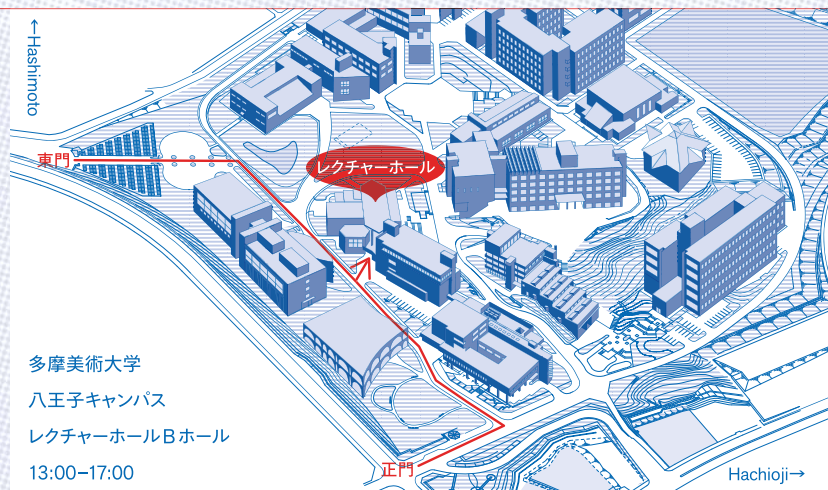 ←Hashimoto
東門
レクチャーホール
多摩美術大学
八王子キャンパス
レクチャーホールBホール
13:00−17:00
正門
Hachioji→